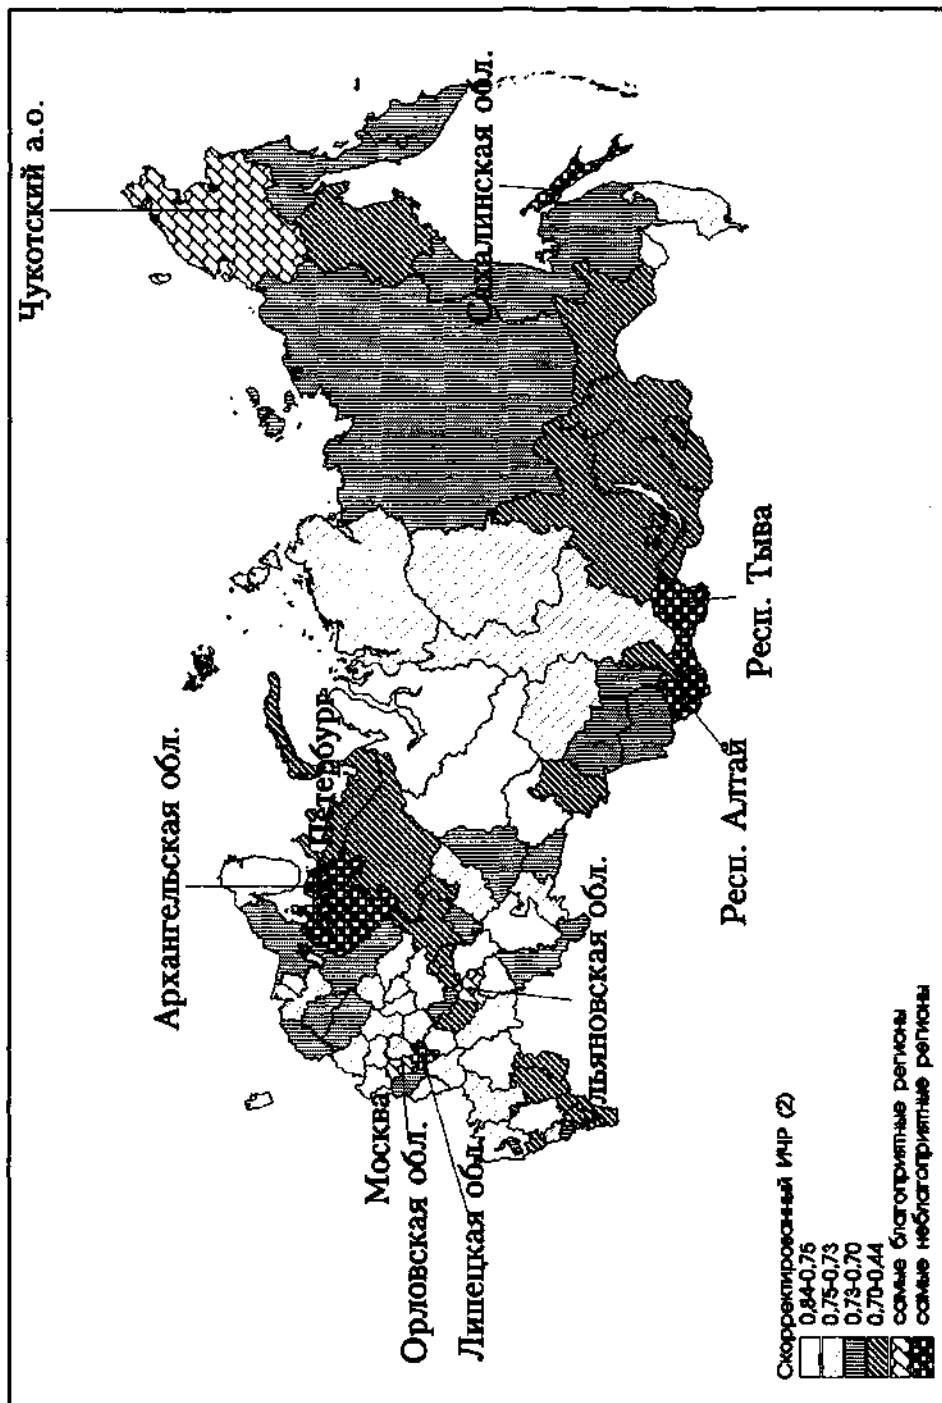 Чукотский а.о.
Сахалинская обл.
Архангельская обл.
Петербург
Респ. Тыва
Респ. Алтай
льяновская обл.
Москва
Орловская обл.
Липецкая обл.
Скорректированный ИЧР (2)
0,84-0,75
0,75-0,73
0,73-0,70
0,70-0,44
самые благоприятные регионы
самые неблагоприятные регионы